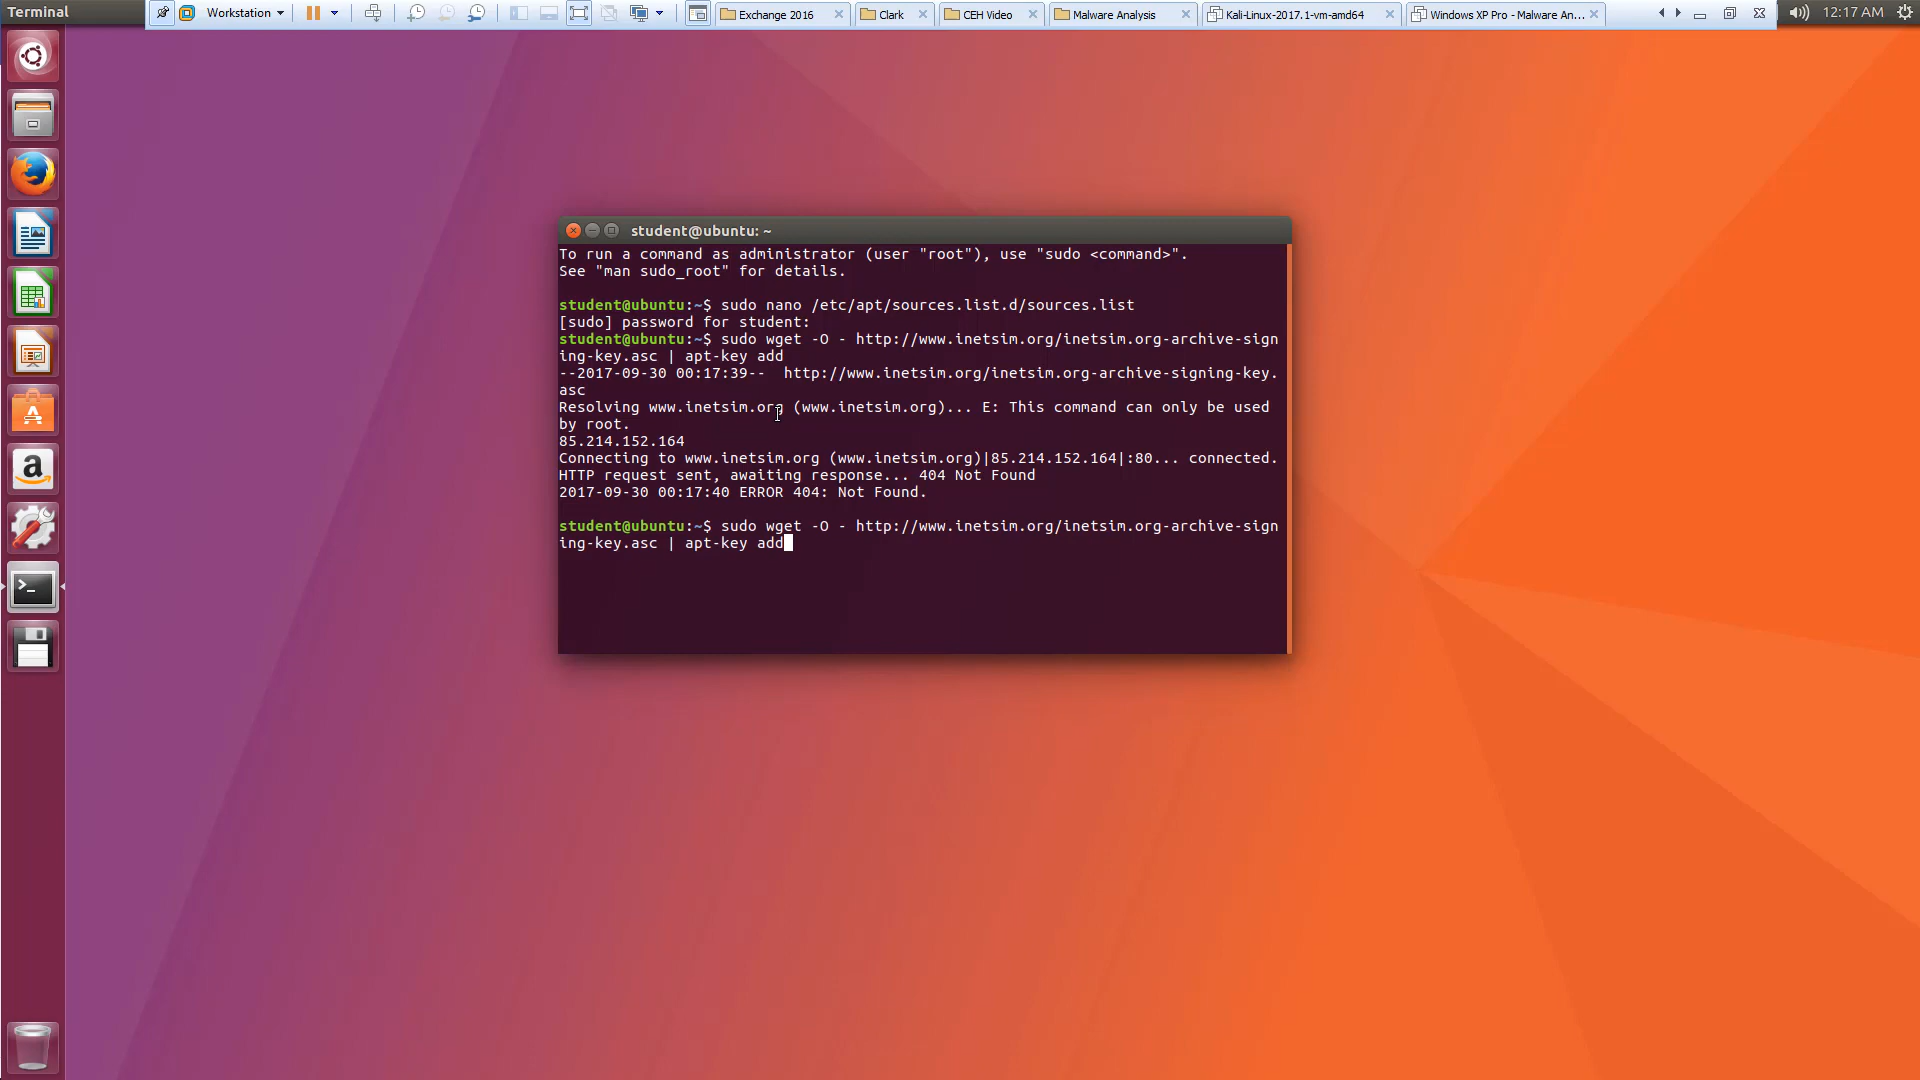 Terminal
Workstation
Exchange 2016
Clark
CEH Video
Malware Analysis
Kali-Linux-2017.1-vm-amd64
Windows XP Pro - Malware An...
12:17 AM
student@ubuntu: ~
To run a command as administrator (user "root"), use "sudo <command>".
See "man sudo_root" for details.
student@ubuntu:~$ sudo nano /etc/apt/sources.list.d/sources.list
[sudo] password for student:
student@ubuntu:~$ sudo wget -O - http://www.inetsim.org/inetsim.org-archive-sign
ing-key.asc | apt-key add
--2017-09-30 00:17:39--  http://www.inetsim.org/inetsim.org-archive-signing-key.
asc
Resolving www.inetsim.org (www.inetsim.org)... E: This command can only be used
by root.
85.214.152.164
Connecting to www.inetsim.org (www.inetsim.org)|85.214.152.164|:80... connected.
HTTP request sent, awaiting response... 404 Not Found
2017-09-30 00:17:40 ERROR 404: Not Found.
student@ubuntu:~$ sudo wget -O - http://www.inetsim.org/inetsim.org-archive-sign
ing-key.asc | apt-key add